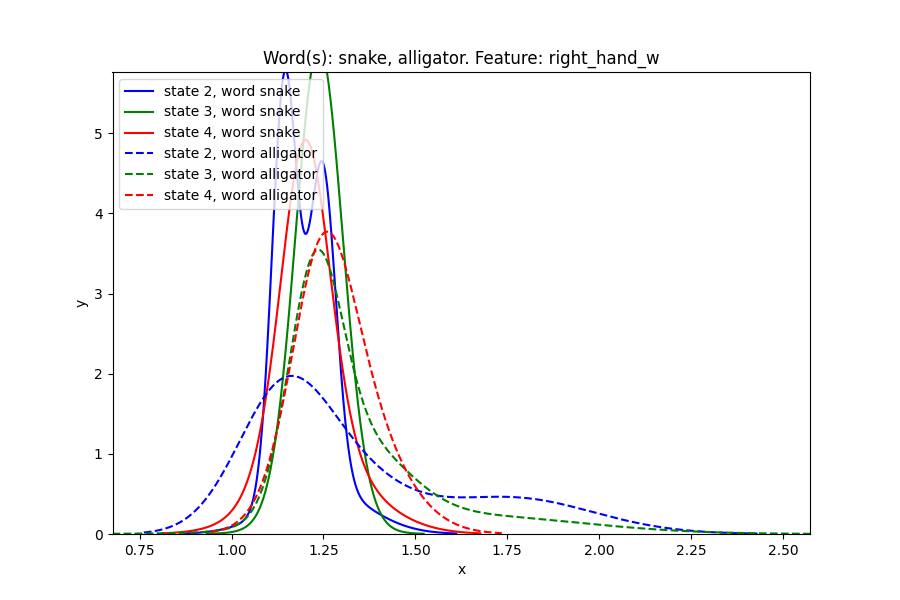 Word(s): snake, alligator. Feature: right_hand_w
state 2, word snake
state 3, word snake
state 4, word snake
state 2, word alligator
state 3, word alligator
state 4, word alligator
5
4
3
2
1
0
y
0.75 1.00 1.25 1.50 1.75 2.00 2.25 2.50
x